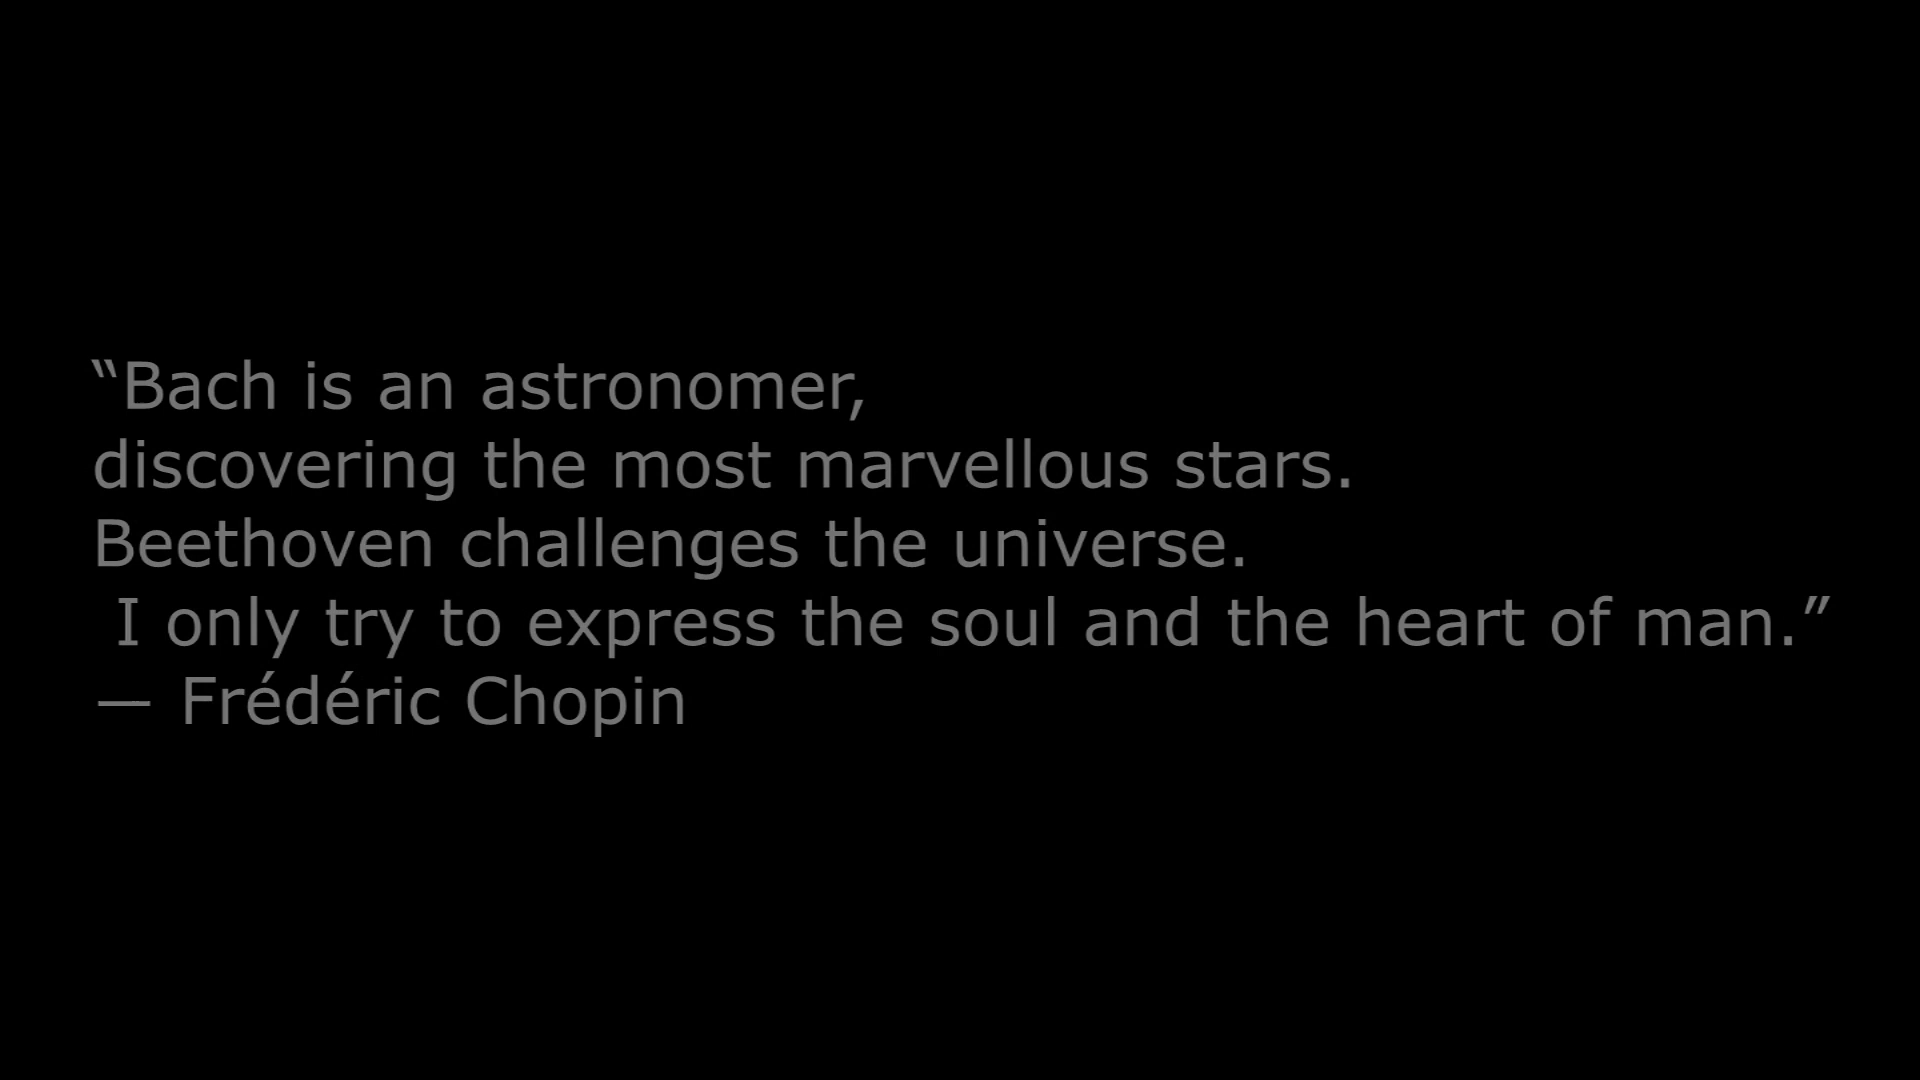 “Bach is an astronomer,
discovering the most marvellous stars.
Beethoven challenges the universe.
I only try to express the soul and the heart of man.”
— Frédéric Chopin